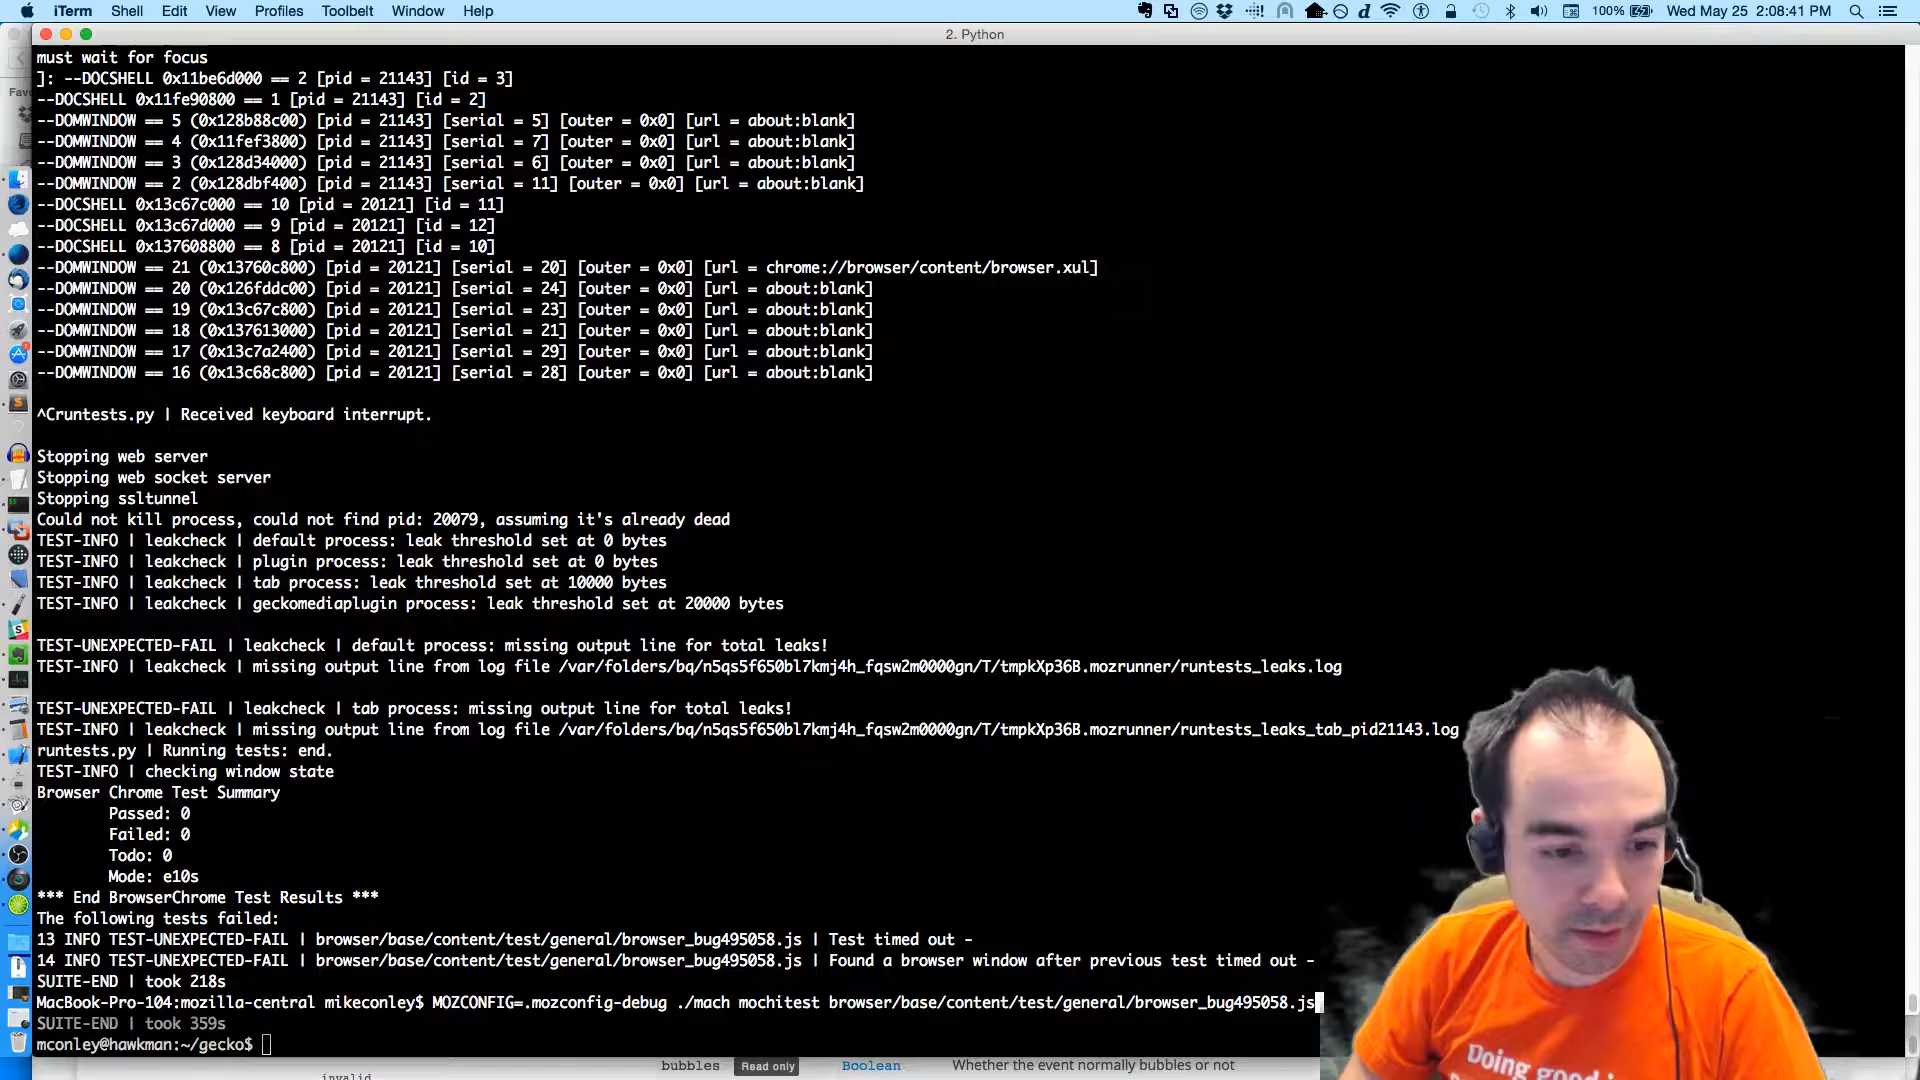 iTerm Shell Edit View Profiles Toolbelt Window Help 100% Wed May 25 2:08:41 PM
2. Python
must wait for focus
]: --DOCSHELL 0x11be6d000 == 2 [pid = 21143] [id = 3]
--DOCSHELL 0x11fe90800 == 1 [pid = 21143] [id = 2]
--DOMWINDOW == 5 (0x128b88c00) [pid = 21143] [serial = 5] [outer = 0x0] [url = about:blank]
--DOMWINDOW == 4 (0x11fef3800) [pid = 21143] [serial = 7] [outer = 0x0] [url = about:blank]
--DOMWINDOW == 3 (0x128d34000) [pid = 21143] [serial = 6] [outer = 0x0] [url = about:blank]
--DOMWINDOW == 2 (0x128dbf400) [pid = 21143] [serial = 11] [outer = 0x0] [url = about:blank]
--DOCSHELL 0x13c67c000 == 10 [pid = 20121] [id = 11]
--DOCSHELL 0x13c67d000 == 9 [pid = 20121] [id = 12]
--DOCSHELL 0x137608800 == 8 [pid = 20121] [id = 10]
--DOMWINDOW == 21 (0x13760c800) [pid = 20121] [serial = 20] [outer = 0x0] [url = chrome://browser/content/browser.xul]
--DOMWINDOW == 20 (0x126fddc00) [pid = 20121] [serial = 24] [outer = 0x0] [url = about:blank]
--DOMWINDOW == 19 (0x13c67c800) [pid = 20121] [serial = 23] [outer = 0x0] [url = about:blank]
--DOMWINDOW == 18 (0x137613000) [pid = 20121] [serial = 21] [outer = 0x0] [url = about:blank]
--DOMWINDOW == 17 (0x13c7a2400) [pid = 20121] [serial = 29] [outer = 0x0] [url = about:blank]
--DOMWINDOW == 16 (0x13c68c800) [pid = 20121] [serial = 28] [outer = 0x0] [url = about:blank]
^Cruntests.py | Received keyboard interrupt.
Stopping web server
Stopping web socket server
Stopping ssltunnel
Could not kill process, could not find pid: 20079, assuming it's already dead
TEST-INFO | leakcheck | default process: leak threshold set at 0 bytes
TEST-INFO | leakcheck | plugin process: leak threshold set at 0 bytes
TEST-INFO | leakcheck | tab process: leak threshold set at 10000 bytes
TEST-INFO | leakcheck | geckomediaplugin process: leak threshold set at 20000 bytes
TEST-UNEXPECTED-FAIL | leakcheck | default process: missing output line for total leaks!
TEST-INFO | leakcheck | missing output line from log file /var/folders/bq/n5qs5f650bl7kmj4h_fqsw2m0000gn/T/tmpkXp36B.mozrunner/runtests_leaks.log
TEST-UNEXPECTED-FAIL | leakcheck | tab process: missing output line for total leaks!
TEST-INFO | leakcheck | missing output line from log file /var/folders/bq/n5qs5f650bl7kmj4h_fqsw2m0000gn/T/tmpkXp36B.mozrunner/runtests_leaks_tab_pid21143.log
runtests.py | Running tests: end.
TEST-INFO | checking window state
Browser Chrome Test Summary
Passed: 0
Failed: 0
Todo: 0
Mode: e10s
*** End BrowserChrome Test Results ***
The following tests failed:
13 INFO TEST-UNEXPECTED-FAIL | browser/base/content/test/general/browser_bug495058.js | Test timed out -
14 INFO TEST-UNEXPECTED-FAIL | browser/base/content/test/general/browser_bug495058.js | Found a browser window after previous test timed out -
SUITE-END | took 218s
MacBook-Pro-104:mozilla-central mikeconley$ MOZCONFIG=.mozconfig-debug ./mach mochitest browser/base/content/test/general/browser_bug495058.js
SUITE-END | took 359s
mconley@hawkman:~/gecko$
bubbles Read only Boolean Whether the event normally bubbles or not
Doing good